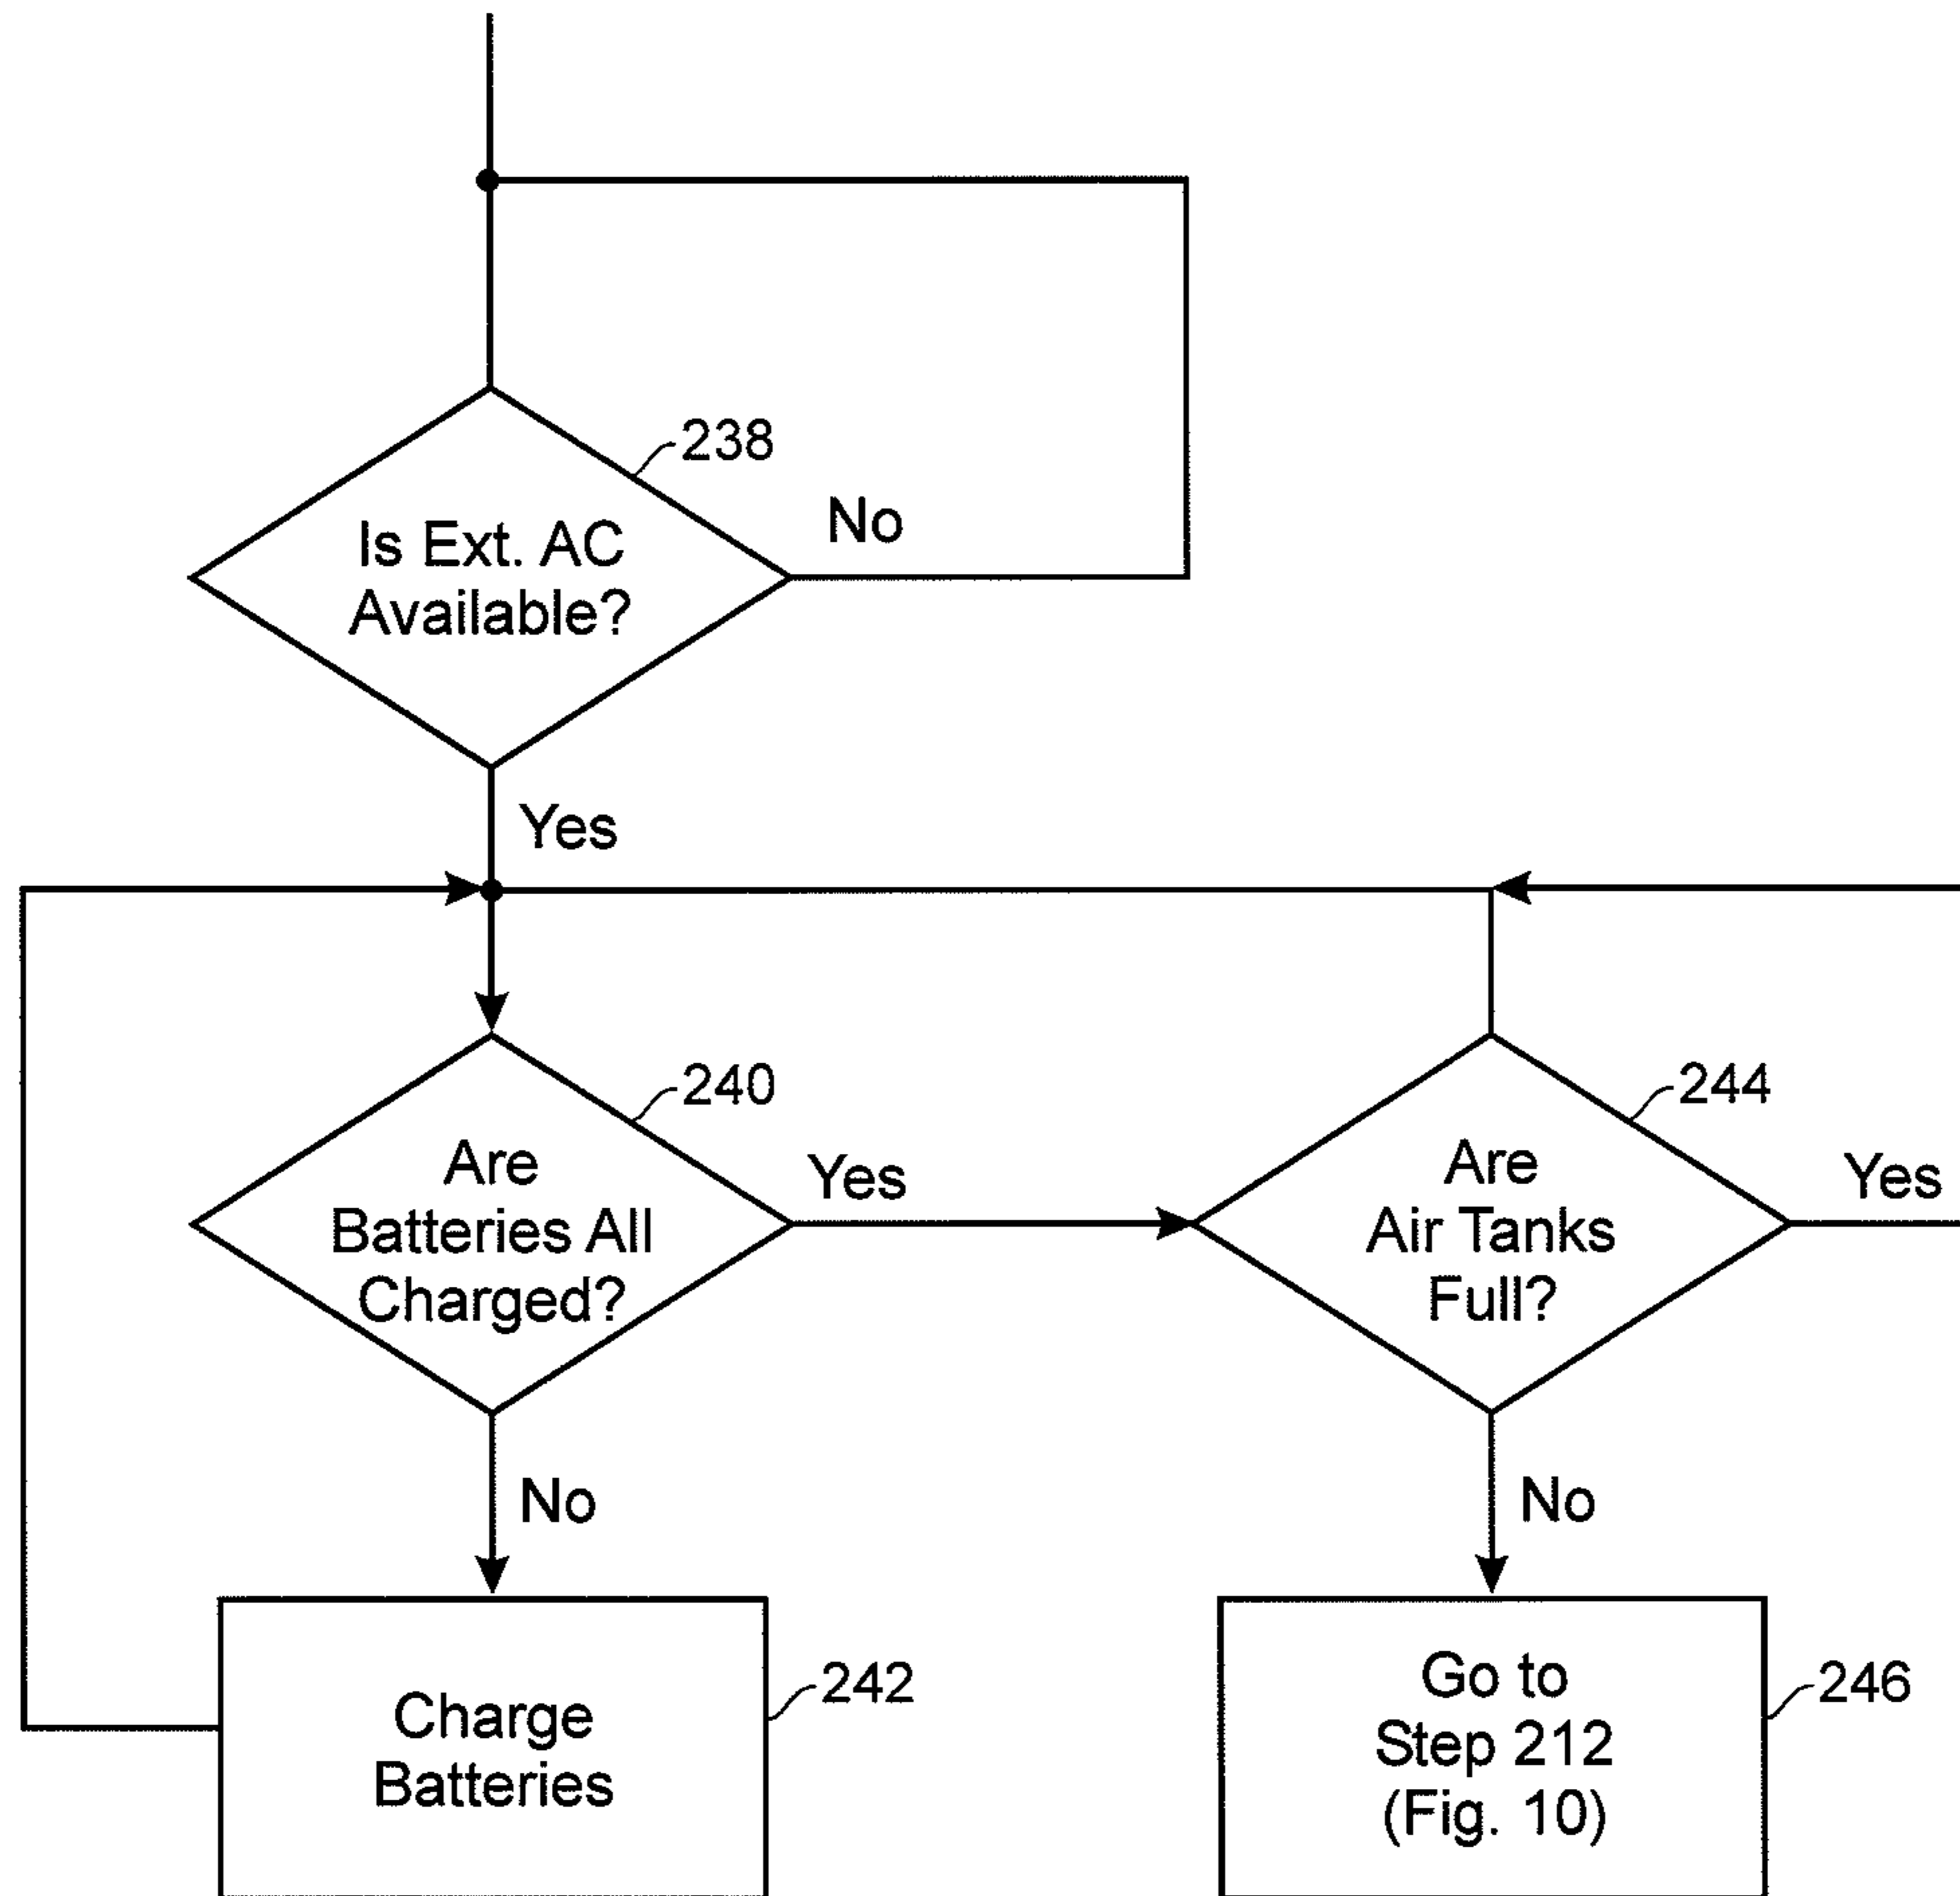 238
Is Ext. AC
Available?
No
Yes
240
Are
Batteries All
Charged?
Yes
244
Are
Air Tanks
Full?
Yes
No
No
Charge
Batteries
242
Go to
Step 212
(Fig. 10)
246